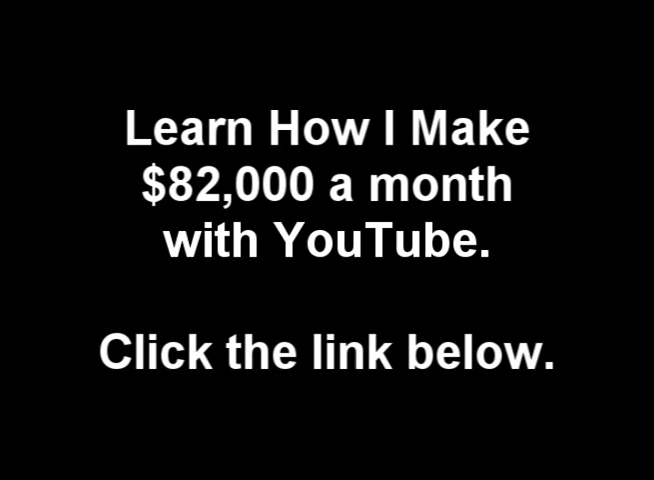 Learn How I Make
$82,000 a month
with YouTube.
Click the link below.